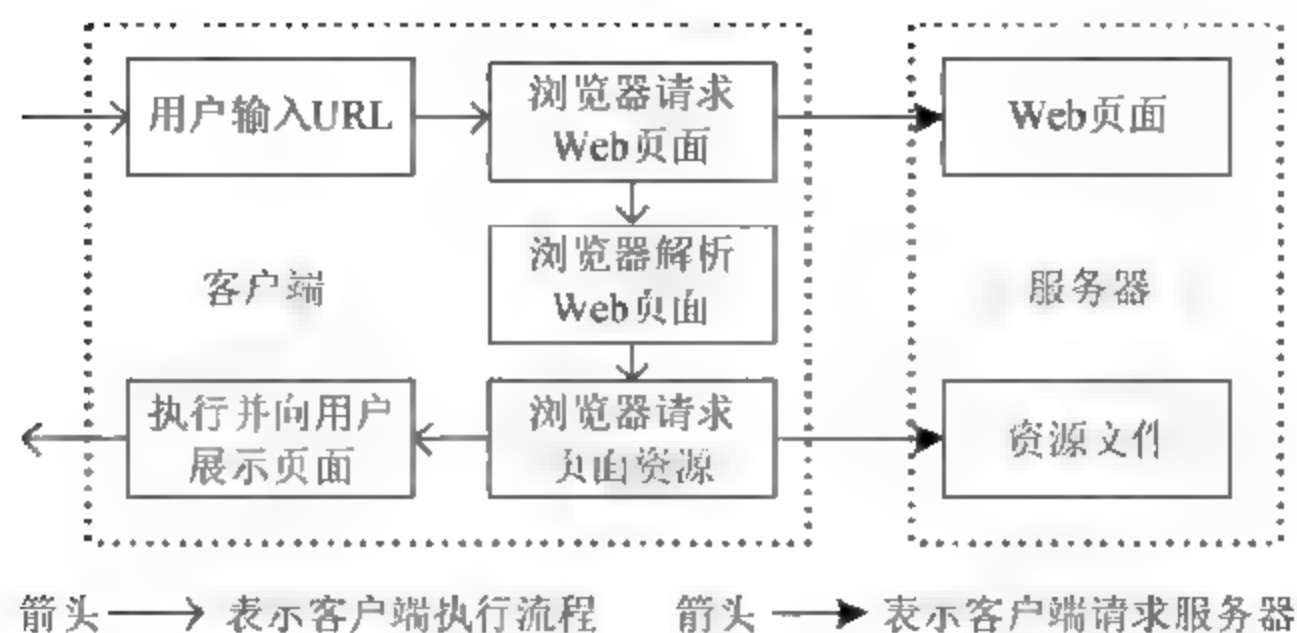 用户输入URL
浏览器请求
Web页面
Web页面
浏览器解析
Web页面
客户端
服务器
执行并向用户
展示页面
浏览器请求
页面资源
资源文件
箭头 表示客户端执行流程 箭头 表示客户端请求服务器